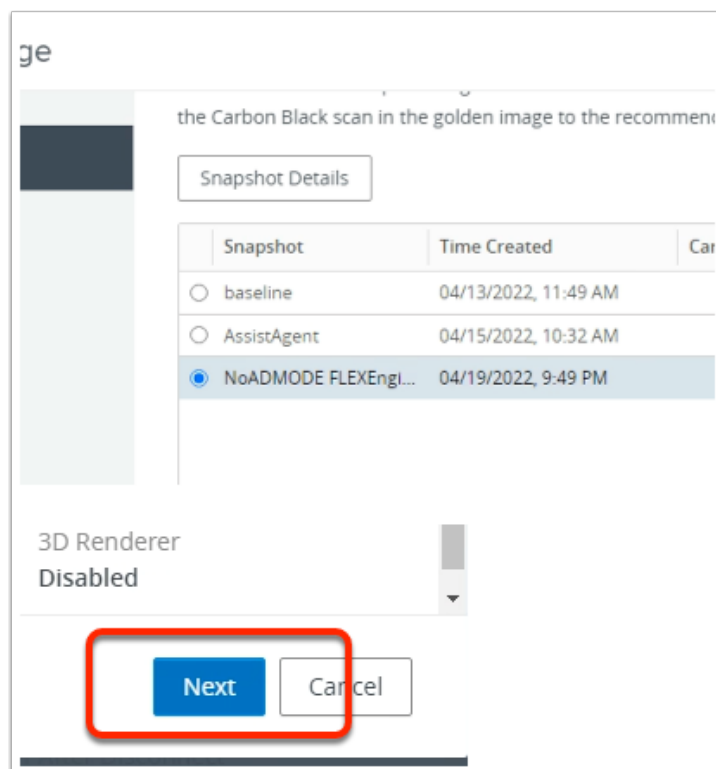 ge
the Carbon Black scan in the golden image to the recommend
Snapshot Details
Snapshot Time Created Car
baseline 04/13/2022, 11:49 AM
AssistAgent 04/15/2022, 10:32 AM
NoADMODE FLEXEngi... 04/19/2022, 9:49 PM
3D Renderer
Disabled
Next Cancel